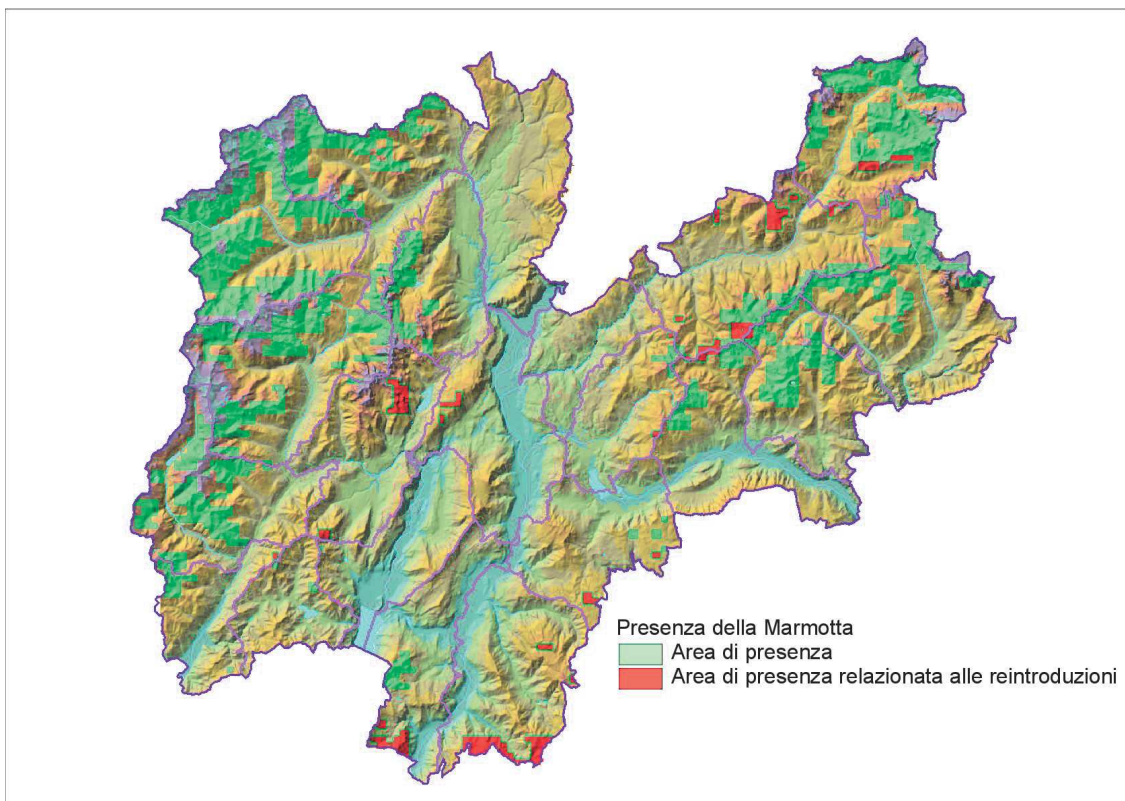 Presenza della Marmotta
Area di presenza
Area di presenza relazionata alle reintroduzioni